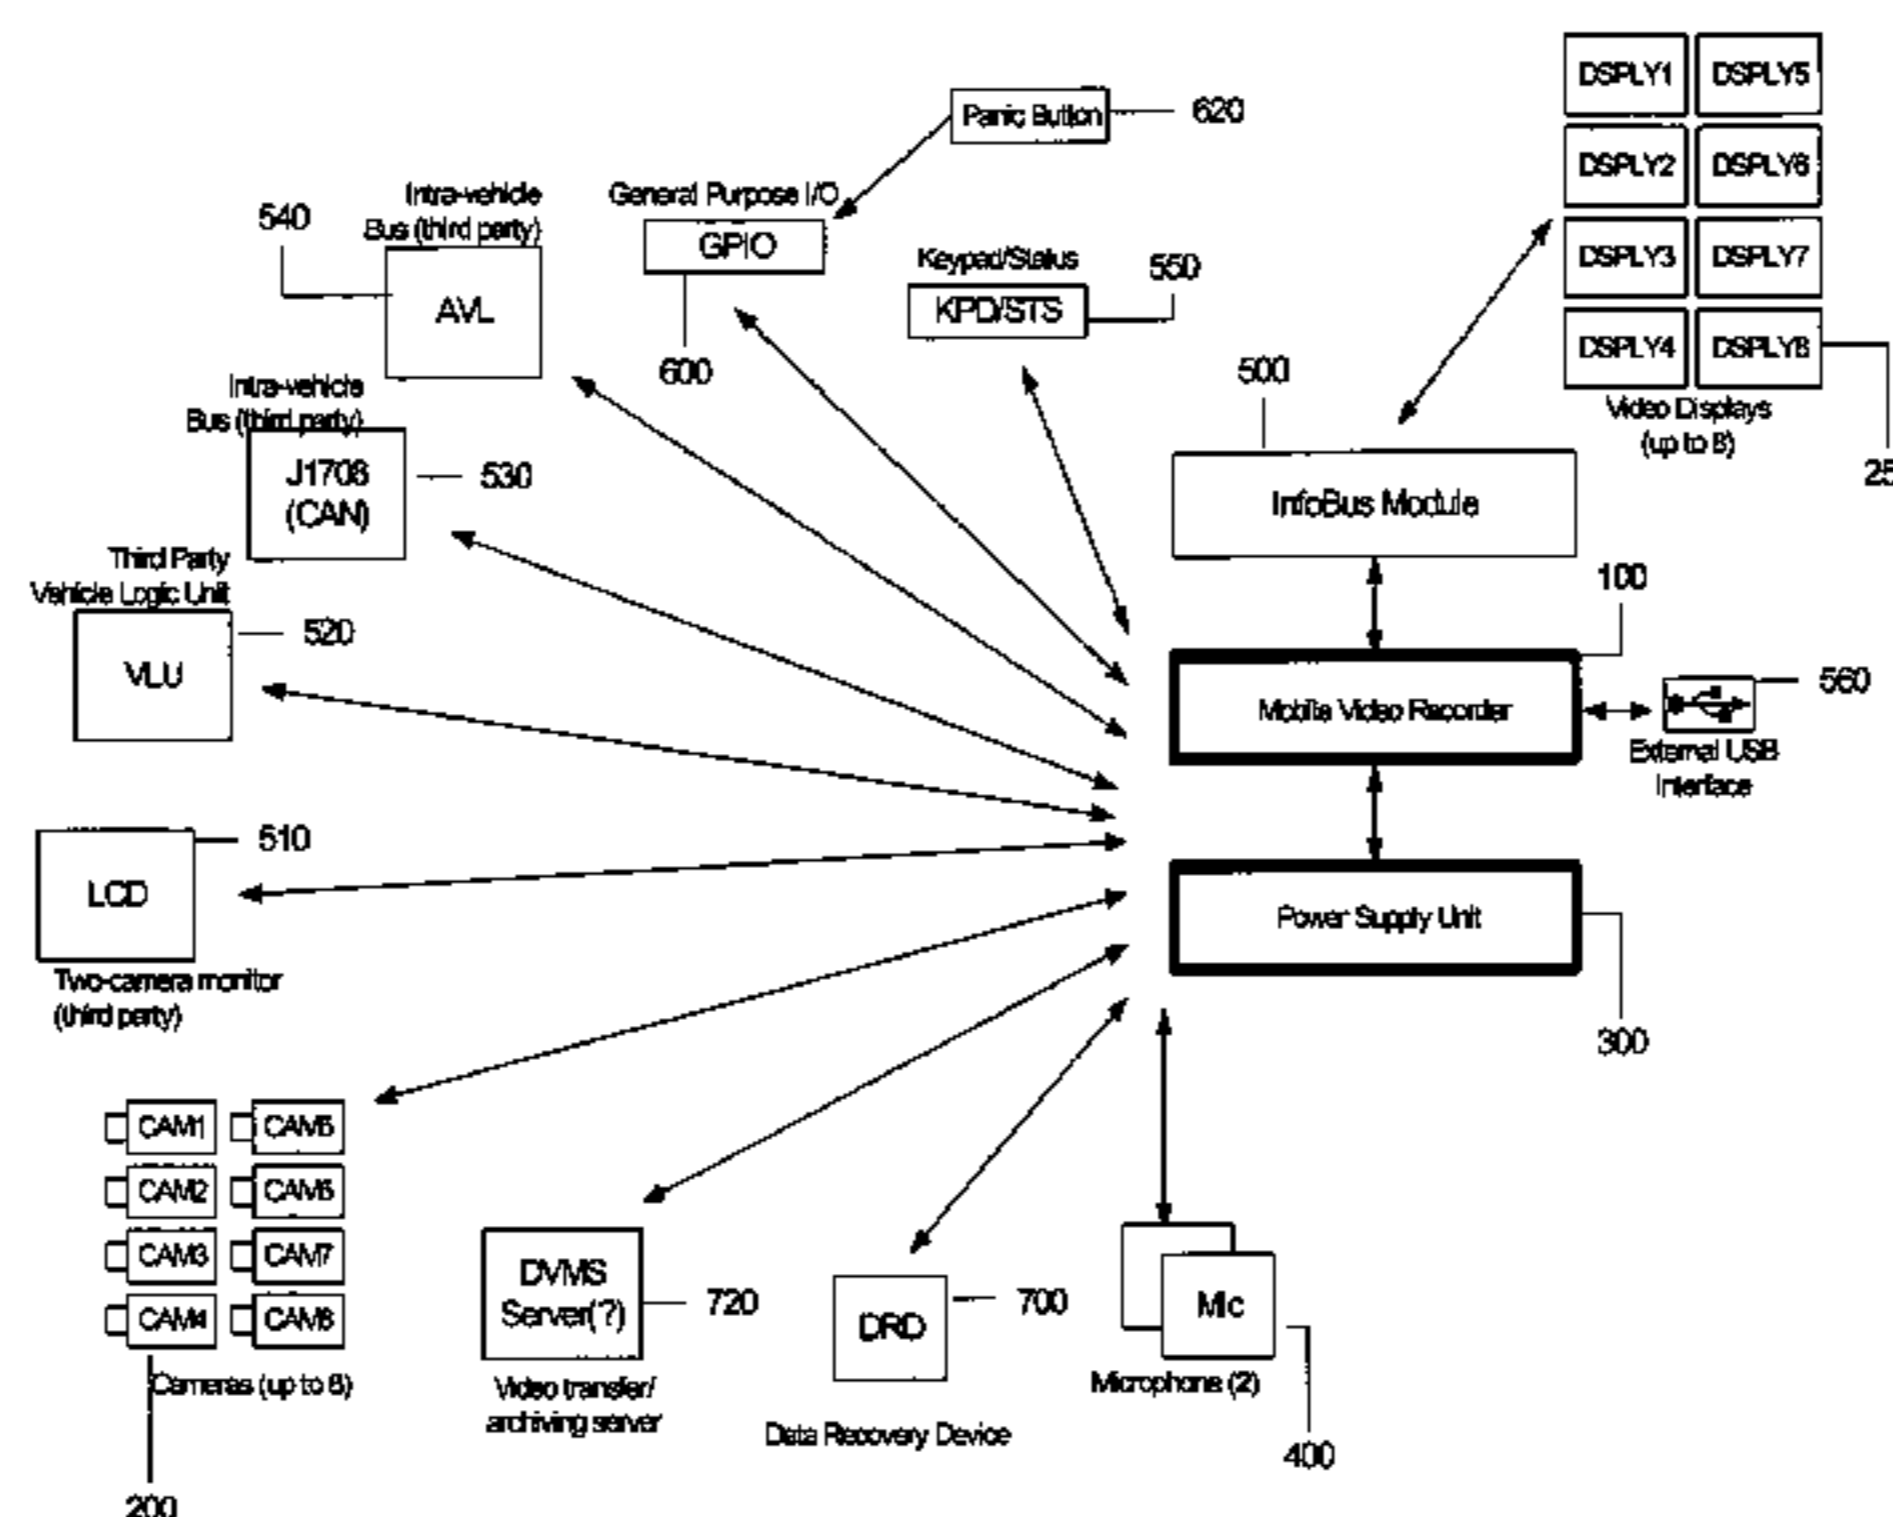 DSPLY1 DSPLY5
Panic Button 620
DSPLY2 DSPLY6
540
Intra-vehicle
Bus (third party)
General Purpose I/O
GPIO
DSPLY3 DSPLY7
Keypad/Status
550
AVL
KPD/STS
DSPLY4 DSPLY8
600
500
Intra-vehicle
Bus (third party)
Video Displays
(up to 8)
J1708
(CAN)
530
InfoBus Module
Third Party
Vehicle Logic Unit
100
520
VLU
Mobile Video Recorder
560
External USB
Interface
510
LCD
Power Supply Unit
Two-camera monitor
(third party)
300
CAM1 CAM5
CAM2 CAM6
CAM3 CAM7
CAM4 CAM8
Cameras (up to 8)
200
DVMS
Server(?)
720
Video transfer/
archiving server
DRD
700
Data Recovery Device
Mic
Microphone (2)
400